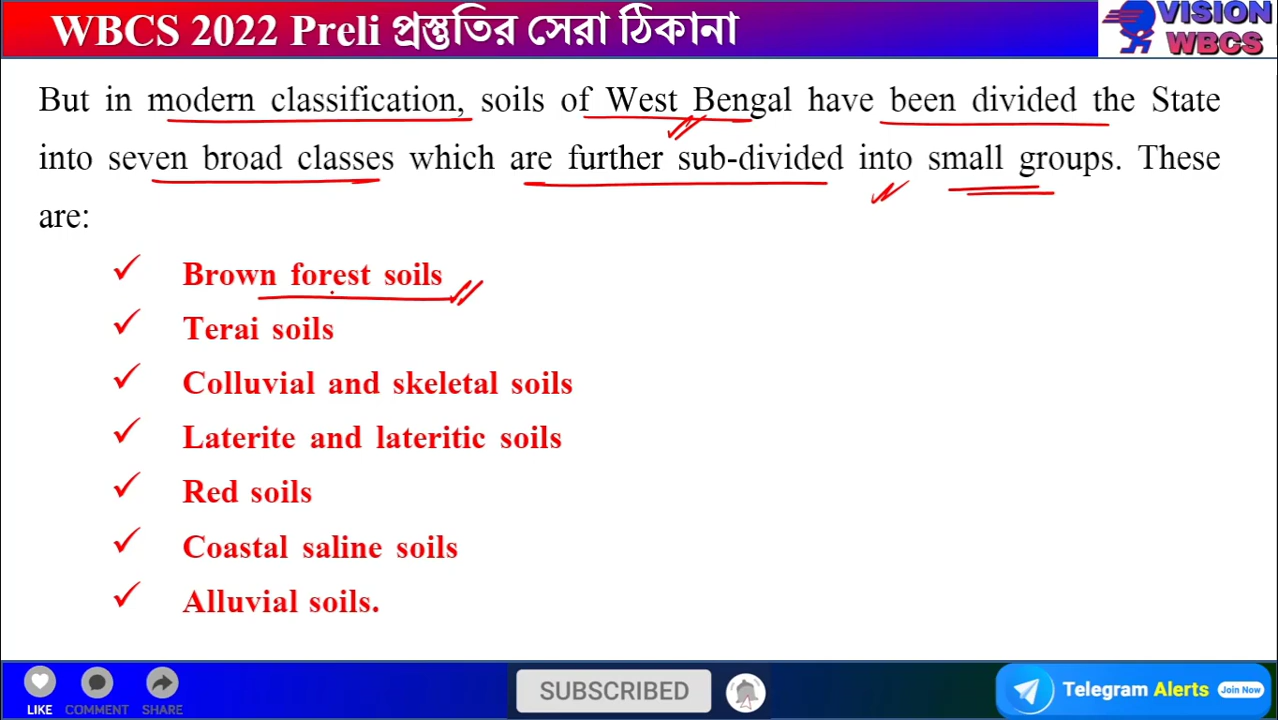 WBCS 2022 Preli প্রস্তুতির সেরা ঠিকানা
VISION
WBCS
But in modern classification, soils of West Bengal have been divided the State
into seven broad classes which are further sub-divided into small groups. These
are:
✓ Brown forest soils
✓ Terai soils
✓ Colluvial and skeletal soils
✓ Laterite and lateritic soils
✓ Red soils
✓ Coastal saline soils
✓ Alluvial soils.
LIKE COMMENT SHARE
SUBSCRIBED
Telegram Alerts Join Now